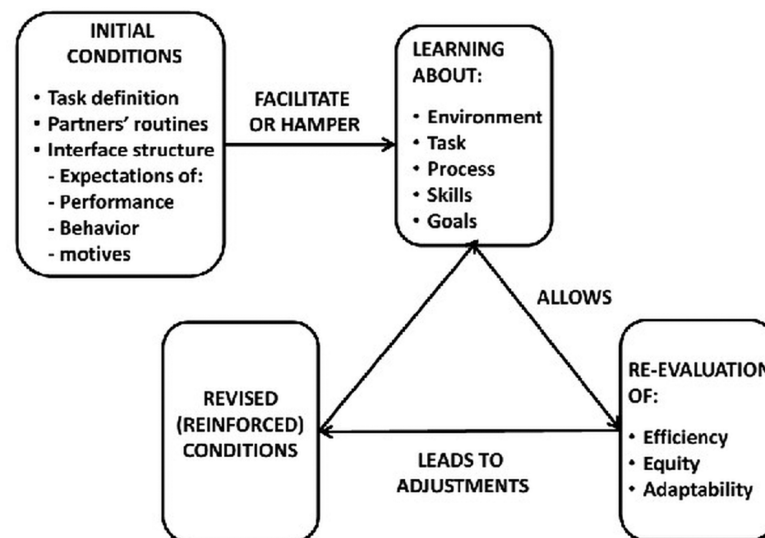 INITIAL
CONDITIONS
• Task definition
• Partners' routines
• Interface structure
- Expectations of:
- Performance
- Behavior
- motives
FACILITATE
OR HAMPER
LEARNING
ABOUT:
• Environment
• Task
• Process
• Skills
• Goals
ALLOWS
REVISED
(REINFORCED)
CONDITIONS
LEADS TO
ADJUSTMENTS
RE-EVALUATION
OF:
• Efficiency
• Equity
• Adaptability